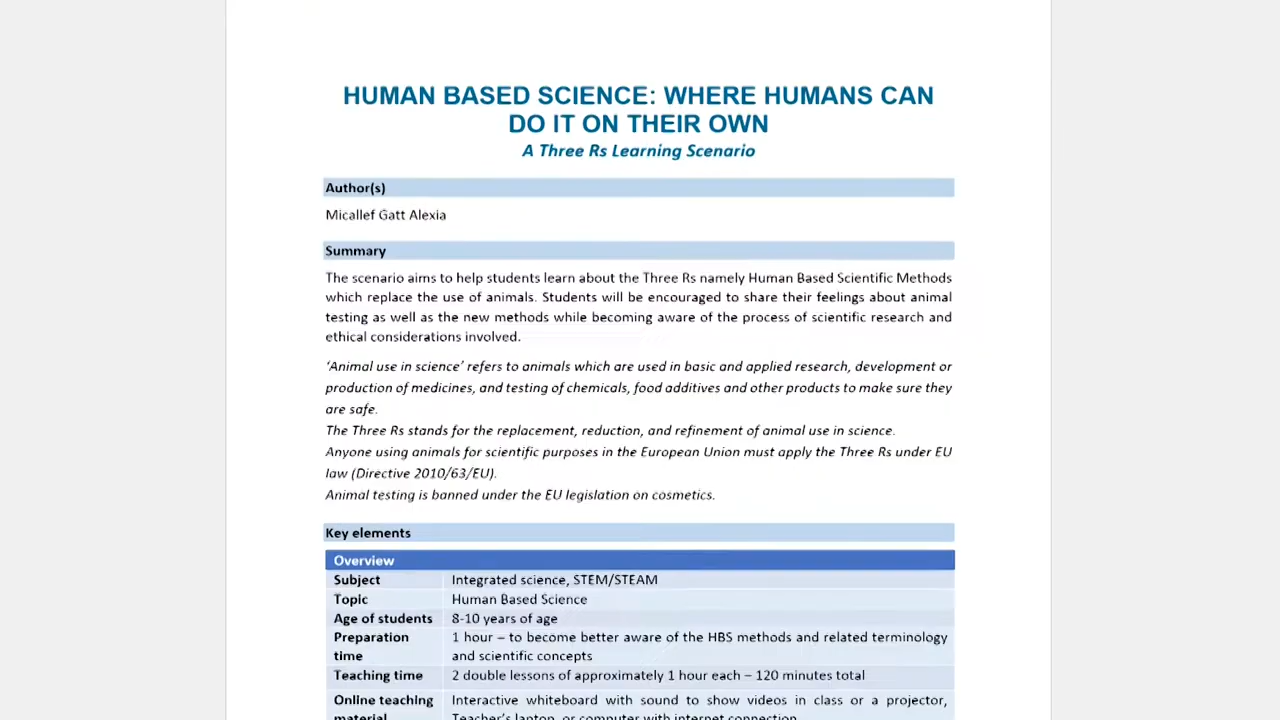 HUMAN BASED SCIENCE: WHERE HUMANS CAN
DO IT ON THEIR OWN
A Three Rs Learning Scenario
Author(s)
Micallef Gatt Alexia
Summary
The scenario aims to help students learn about the Three Rs namely Human Based Scientific Methods
which replace the use of animals. Students will be encouraged to share their feelings about animal
testing as well as the new methods while becoming aware of the process of scientific research and
ethical considerations involved.
‘Animal use in science’ refers to animals which are used in basic and applied research, development or
production of medicines, and testing of chemicals, food additives and other products to make sure they
are safe.
The Three Rs stands for the replacement, reduction, and refinement of animal use in science.
Anyone using animals for scientific purposes in the European Union must apply the Three Rs under EU
law (Directive 2010/63/EU).
Animal testing is banned under the EU legislation on cosmetics.
Key elements
Overview
Subject Integrated science, STEM/STEAM
Topic Human Based Science
Age of students 8-10 years of age
Preparation 1 hour – to become better aware of the HBS methods and related terminology
time and scientific concepts
Teaching time 2 double lessons of approximately 1 hour each – 120 minutes total
Online teaching Interactive whiteboard with sound to show videos in class or a projector,
material Teacher's laptop, or computer with internet connection